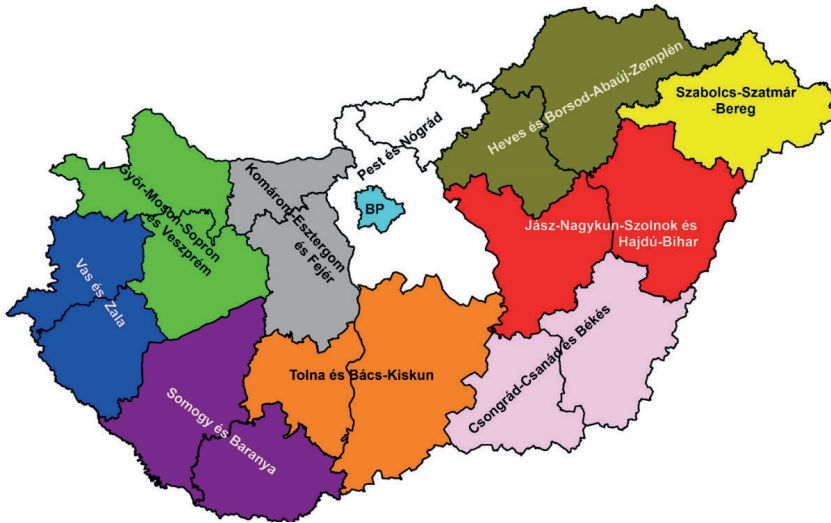 Szabolcs-Szatmár
-Bereg
Heves és Borsod-Abaúj-Zemplén
Pest és Nógrád
Győr-Moson-Sopron
és Veszprém
Komárom-Esztergom
és Fejér
BP
Jász-Nagykun-Szolnok és
Hajdú-Bihar
Vas és Zala
Tolna és Bács-Kiskun
Csongrád-Csanád és Békés
Somogy és
Baranya